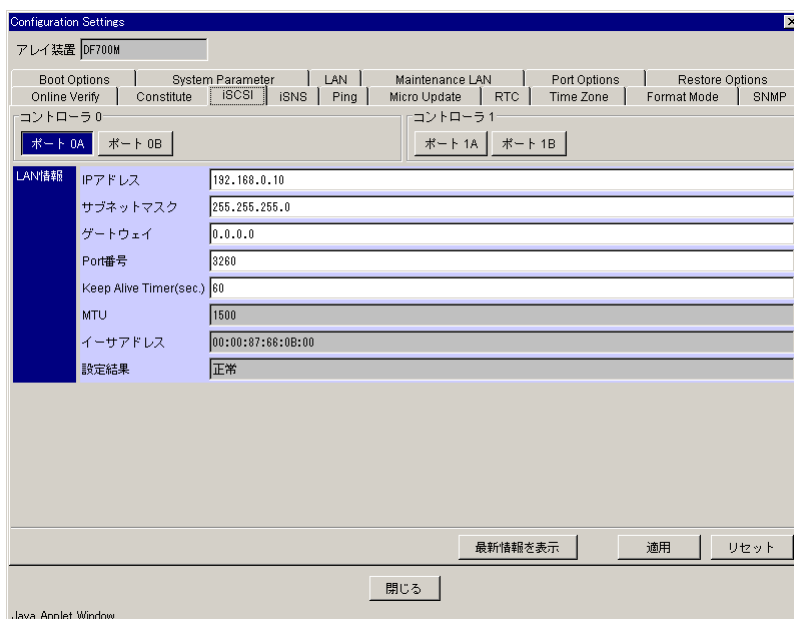 Configuration Settings
アレイ装置 DF700M
Boot Options System Parameter LAN Maintenance LAN Port Options Restore Options
Online Verify Constitute iSCSI iSNS Ping Micro Update RTC Time Zone Format Mode SNMP
コントローラ 0 コントローラ 1
ポート 0A ポート 0B ポート 1A ポート 1B
LAN情報 IPアドレス 192.168.0.10
サブネットマスク 255.255.255.0
ゲートウェイ 0.0.0.0
Port番号 3260
Keep Alive Timer(sec.) 60
MTU 1500
イーサアドレス 00:00:87:66:0B:00
設定結果 正常
最新情報を表示 適用 リセット
閉じる
Java Applet Window